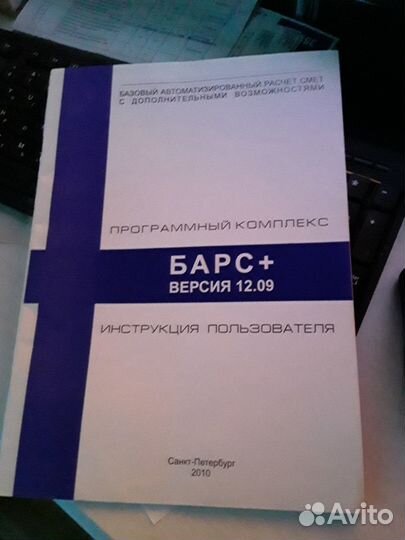 БАЗОВЫЙ АВТОМАТИЗИРОВАННЫЙ РАСЧЕТ СМЕТ
С ДОПОЛНИТЕЛЬНЫМИ ВОЗМОЖНОСТЯМИ
ПРОГРАММНЫЙ КОМПЛЕКС
БАРС+
ВЕРСИЯ 12.09
ИНСТРУКЦИЯ ПОЛЬЗОВАТЕЛЯ
Санкт-Петербург
2010
Avito